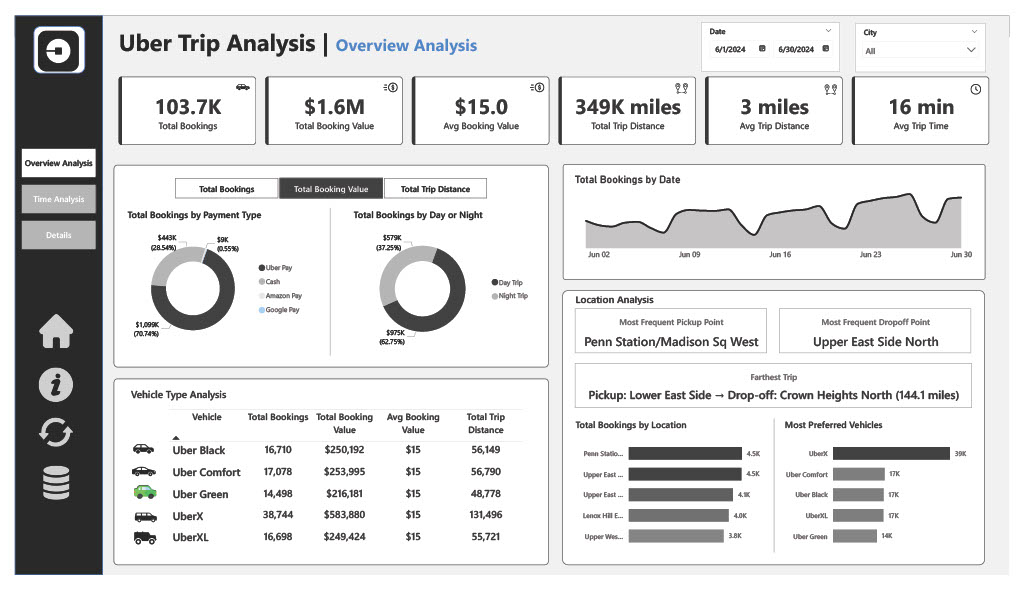 Uber Trip Analysis | Overview Analysis
Date
6/1/2024 6/30/2024
City
All
103.7K
Total Bookings
$1.6M
Total Booking Value
$15.0
Avg Booking Value
349K miles
Total Trip Distance
3 miles
Avg Trip Distance
16 min
Avg Trip Time
Overview Analysis
Time Analysis
Details
Total Bookings
Total Booking Value
Total Trip Distance
Total Bookings by Payment Type
$443K
(28.54%)
$9K
(0.55%)
$1,099K
(70.74%)
Uber Pay
Cash
Amazon Pay
Google Pay
Total Bookings by Day or Night
$579K
(37.25%)
$975K
(62.75%)
Day Trip
Night Trip
Total Bookings by Date
Jun 02 Jun 09 Jun 16 Jun 23 Jun 30
Vehicle Type Analysis
Vehicle Total Bookings Total Booking Value Avg Booking Value Total Trip Distance
Uber Black 16,710 $250,192 $15 56,149
Uber Comfort 17,078 $253,995 $15 56,790
Uber Green 14,498 $216,181 $15 48,778
UberX 38,744 $583,880 $15 131,496
UberXL 16,698 $249,424 $15 55,721
Location Analysis
Most Frequent Pickup Point
Penn Station/Madison Sq West
Most Frequent Dropoff Point
Upper East Side North
Farthest Trip
Pickup: Lower East Side → Drop-off: Crown Heights North (144.1 miles)
Total Bookings by Location
Penn Statio... 4.5K
Upper East ... 4.5K
Upper East ... 4.1K
Lenox Hill E... 4.0K
Upper Wes... 3.8K
Most Preferred Vehicles
UberX 39K
Uber Comfort 17K
Uber Black 17K
UberXL 17K
Uber Green 14K